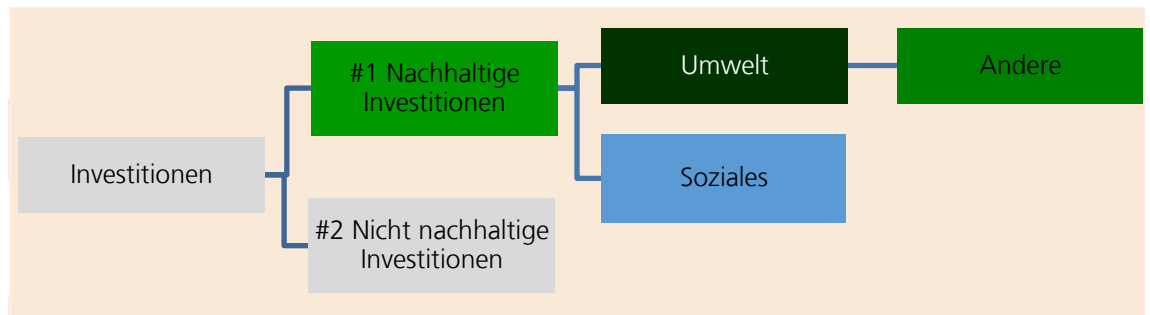 Investitionen
#1 Nachhaltige
Investitionen
#2 Nicht nachhaltige
Investitionen
Umwelt
Soziales
Andere